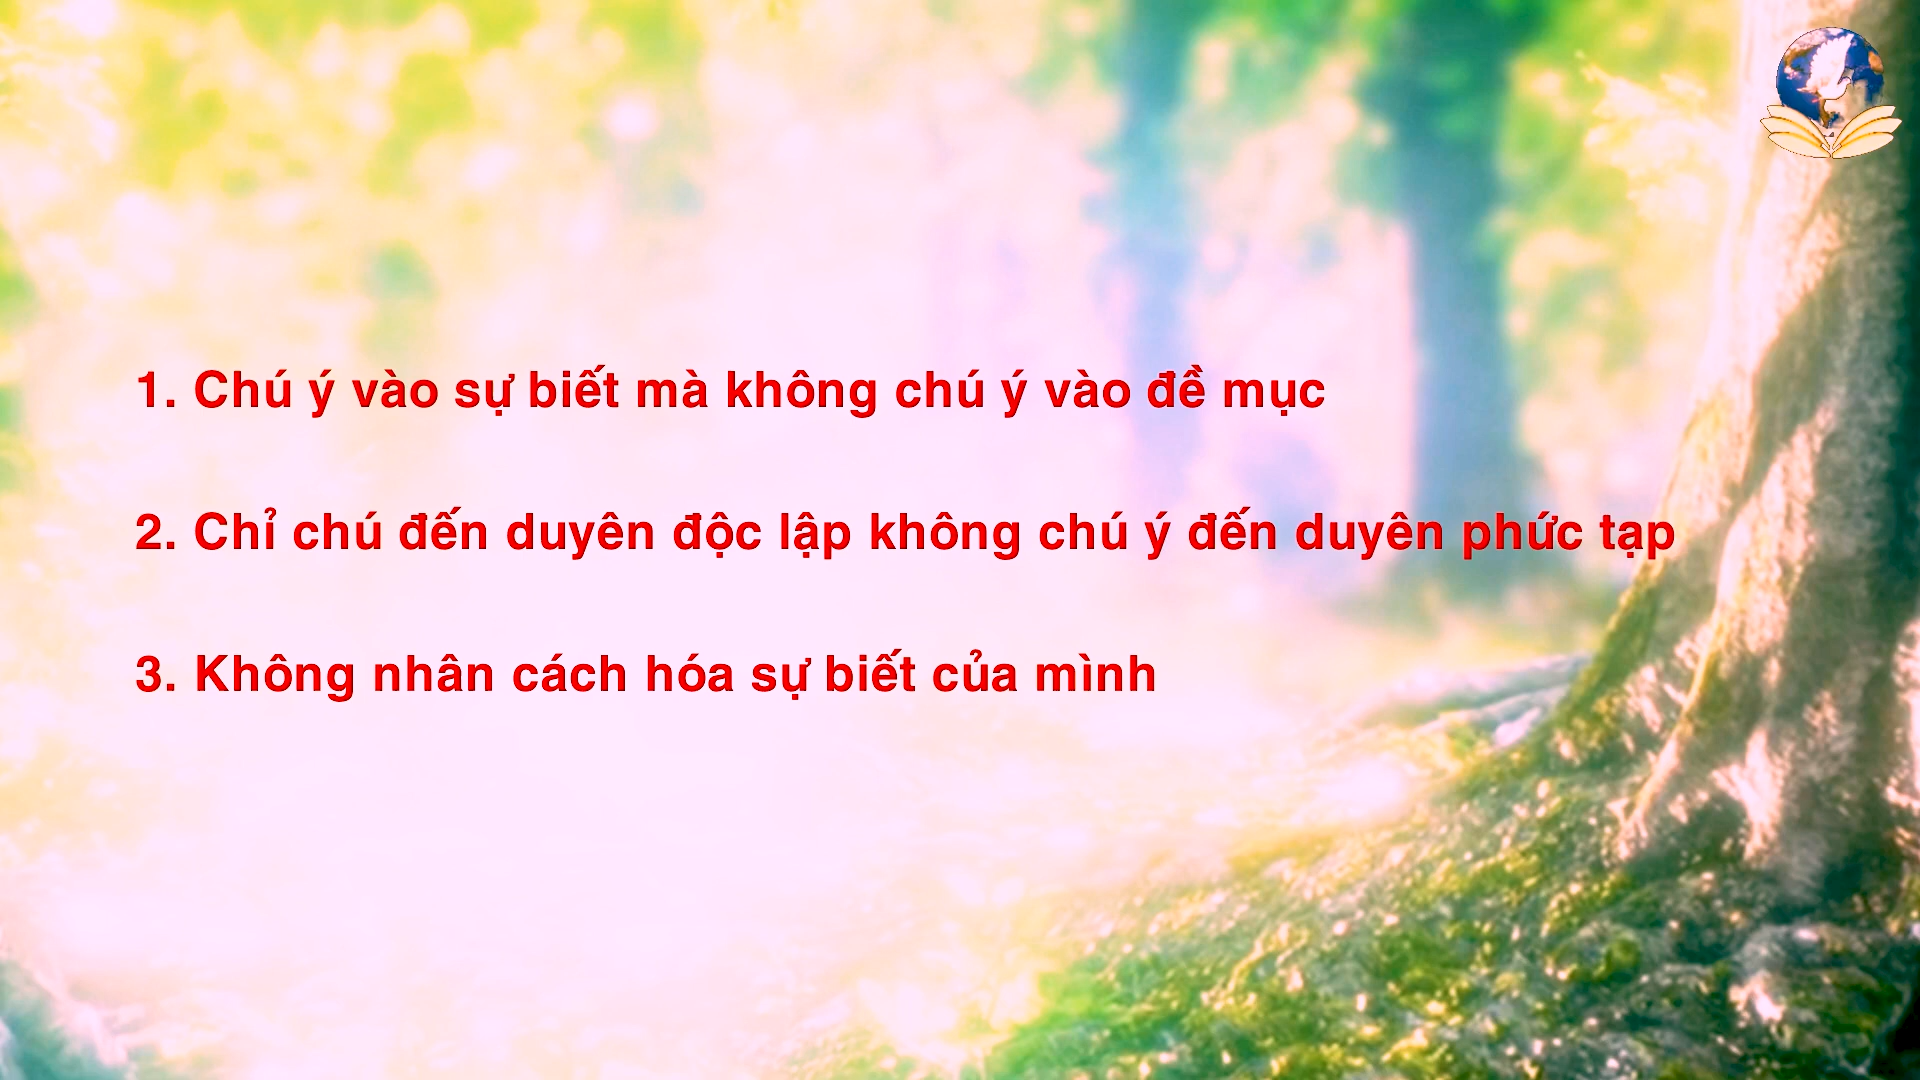 1. Chú ý vào sự biết mà không chú ý vào đề mục
2. Chỉ chú đến duyên độc lập không chú ý đến duyên phức tạp
3. Không nhân cách hóa sự biết của mình